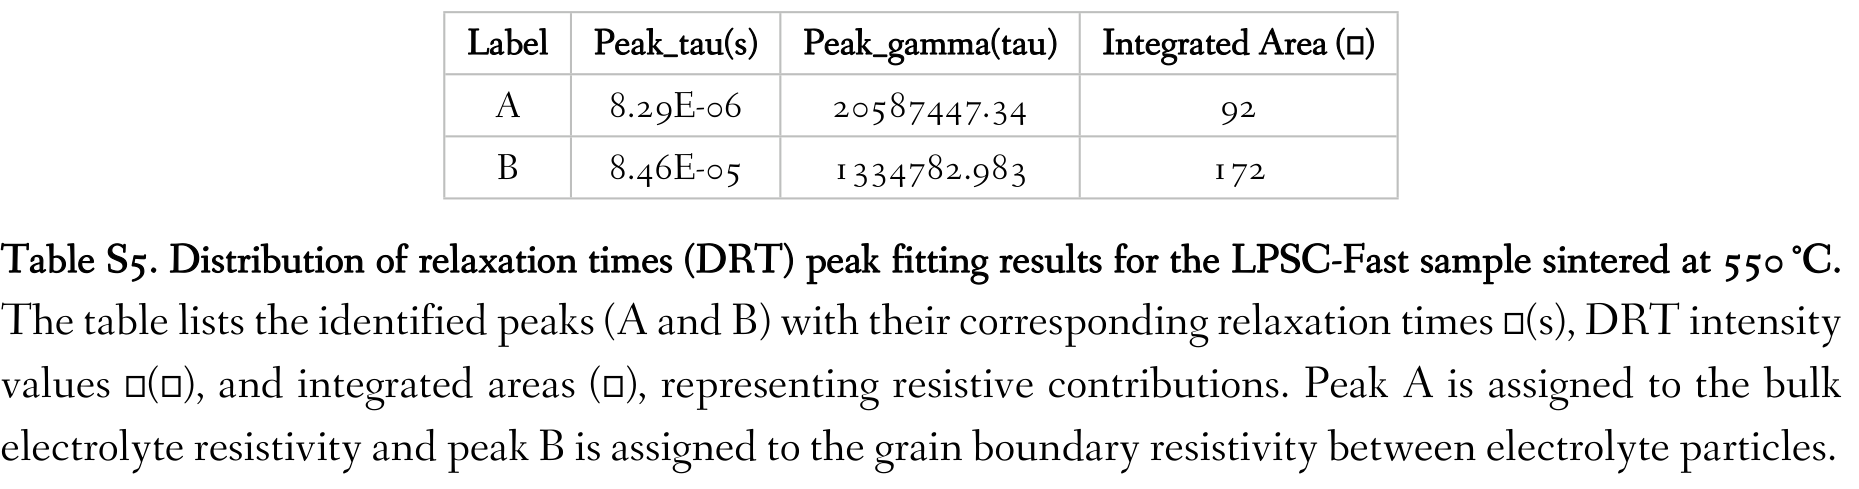 Label Peak_tau(s) Peak_gamma(tau) Integrated Area (□)
A 8.29E-06 20587447.34 92
B 8.46E-05 1334782.983 172
Table S5. Distribution of relaxation times (DRT) peak fitting results for the LPSC-Fast sample sintered at 550 °C.
The table lists the identified peaks (A and B) with their corresponding relaxation times □(s), DRT intensity
values □(□), and integrated areas (□), representing resistive contributions. Peak A is assigned to the bulk
electrolyte resistivity and peak B is assigned to the grain boundary resistivity between electrolyte particles.